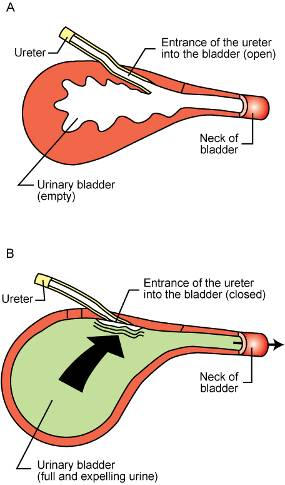 A
Entrance of the ureter
into the bladder (open)
Ureter
Neck of
bladder
Urinary bladder
(empty)
B
Entrance of the ureter
into the bladder (closed)
Ureter
Neck of
bladder
Urinary bladder
(full and expelling urine)